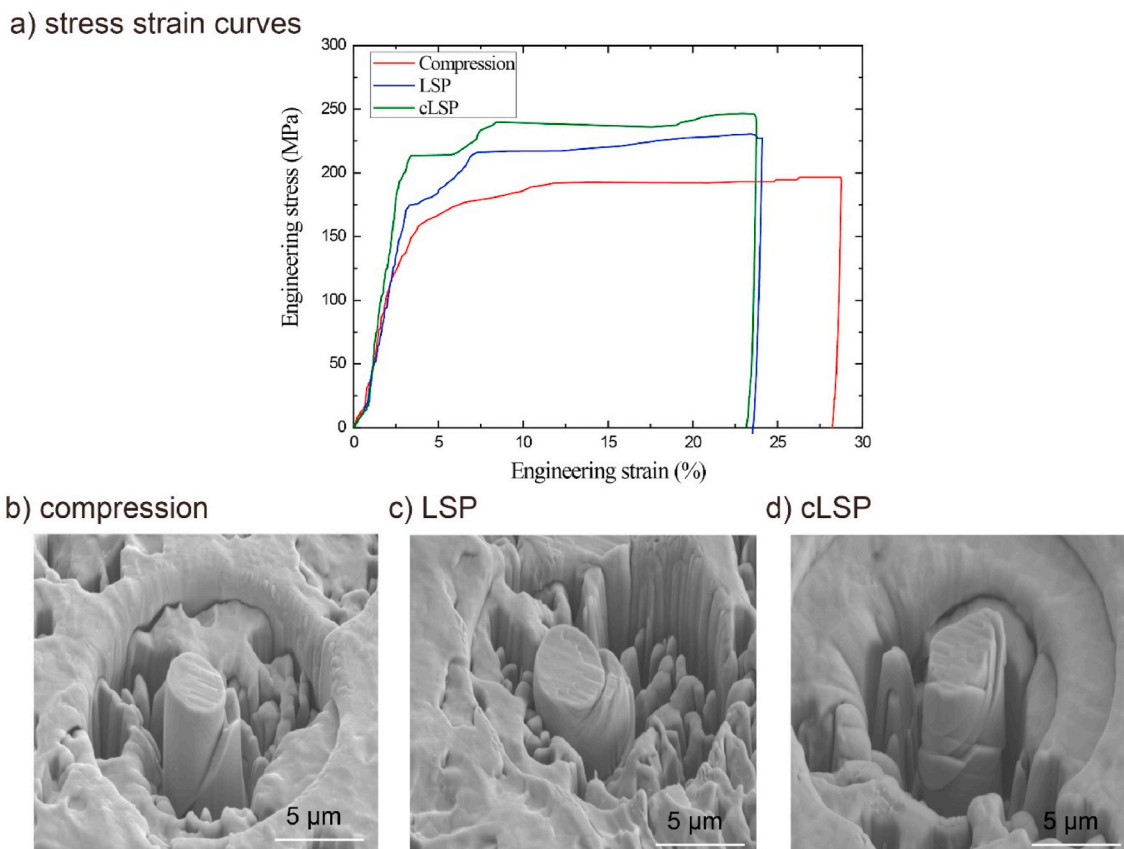 a) stress strain curves
300
250
200
150
100
50
0
Engineering stress (MPa)
Compression
LSP
cLSP
0 5 10 15 20 25 30
Engineering strain (%)
b) compression
c) LSP
d) cLSP
5 μm
5 μm
5 μm